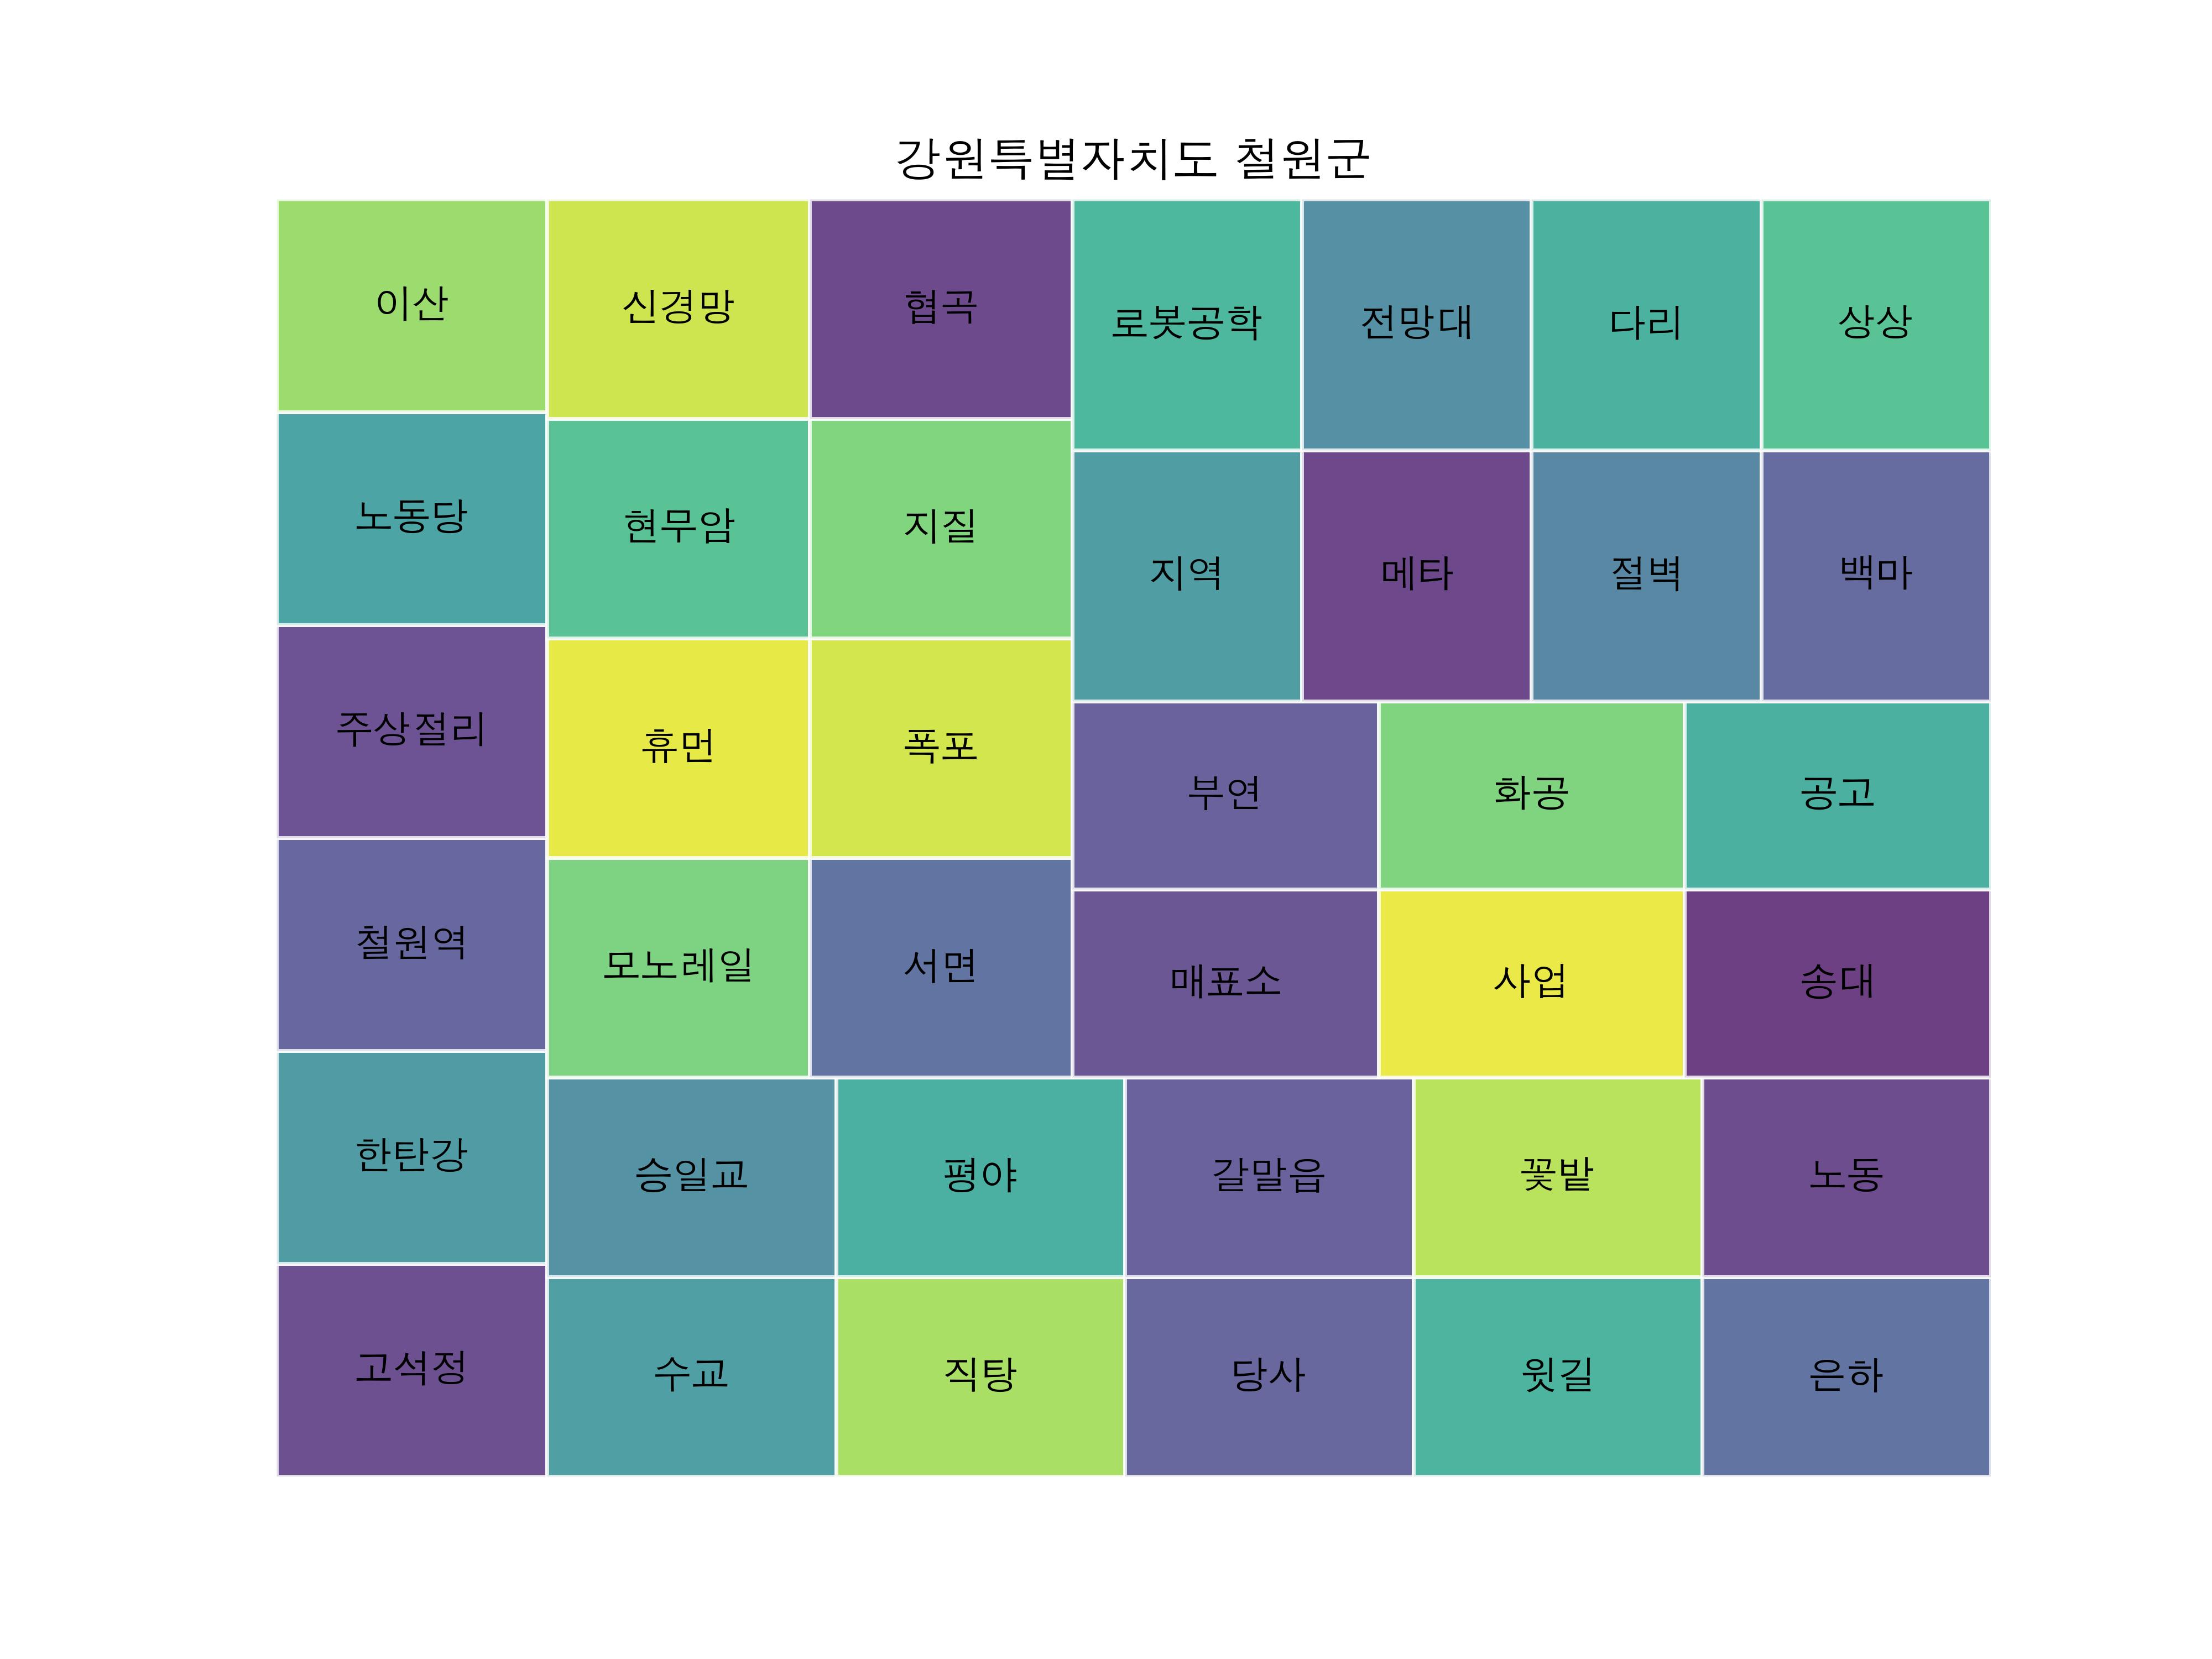 강원특별자치도 철원군
이산
신경망
협곡
로봇공학
전망대
다리
상상
노동당
현무암
지질
지역
메타
절벽
백마
주상절리
휴먼
폭포
부연
화공
공고
철원역
모노레일
서면
매표소
사업
송대
한탄강
승일교
평야
갈말읍
꽃밭
노동
고석정
수교
직탕
당사
윗길
은하